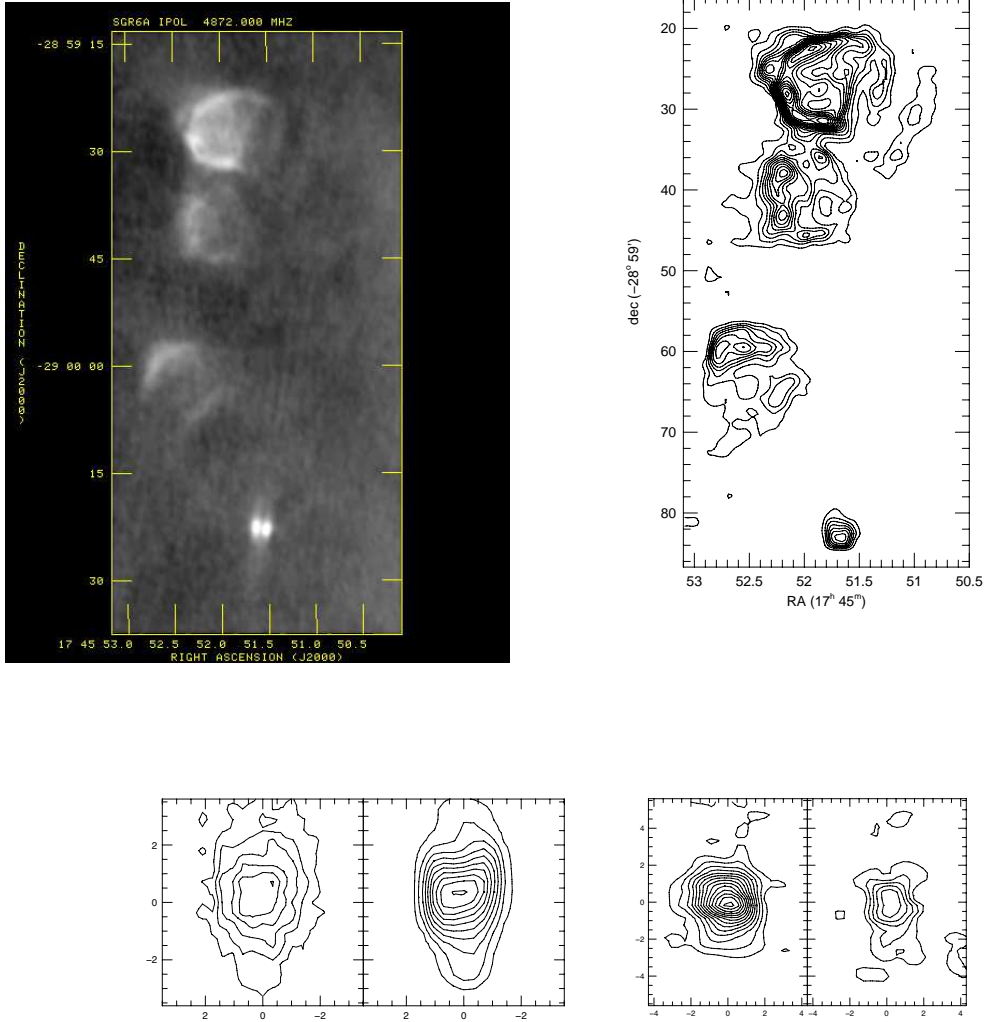 SGR6A IPOL 4872.000 MHZ
-28 59 15
30
45
-29 00 00
15
30
DECLINATION (J2000)
17 45 53.0 52.5 52.0 51.5 51.0 50.5
RIGHT ASCENSION (J2000)
20
30
40
50
60
70
80
dec (−28° 59′)
53 52.5 52 51.5 51 50.5
RA (17h 45m)
2
0
−2
2 0 −2 2 0 −2
4
2
0
−2
−4
−4 −2 0 2 4 −4 −2 0 2 4